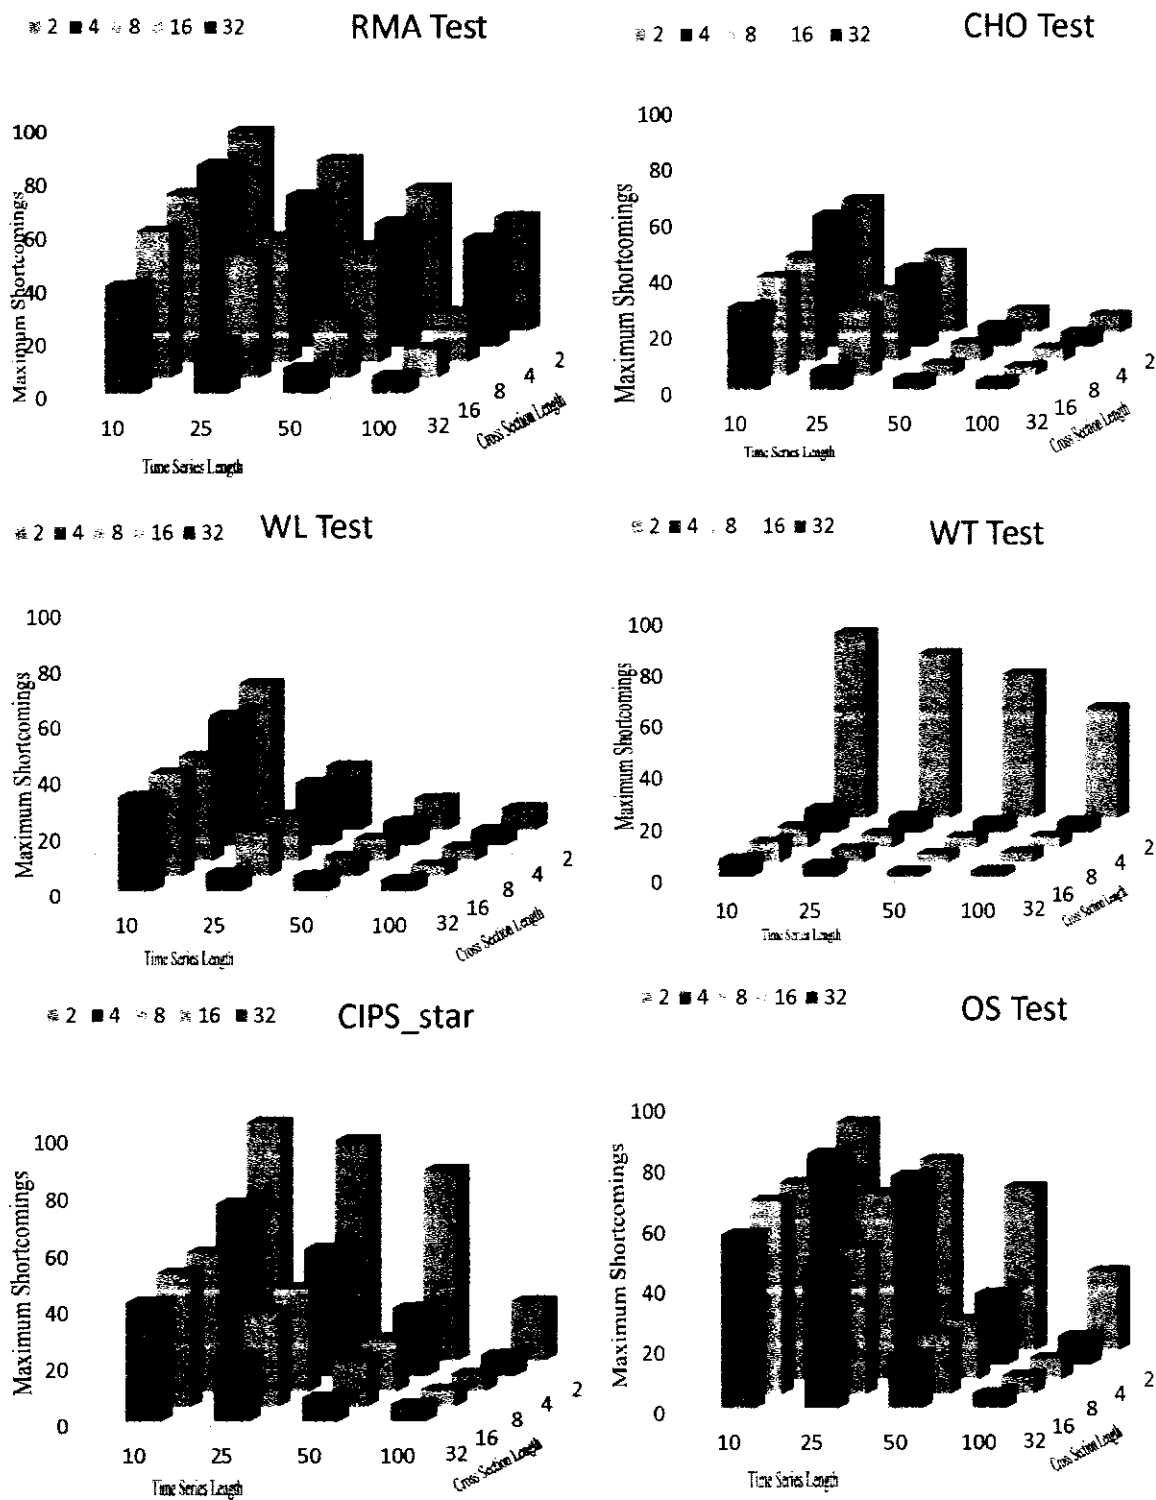 2 4 8 16 32 RMA Test
100
80
60
40
20
0
Maximum Shortcomings
10 25 50 100
32 16 8 4 2
Time Series Length
Cross Section Length
2 4 8 16 32 CHO Test
100
80
60
40
20
0
Maximum Shortcomings
10 25 50 100
32 16 8 4 2
Time Series Length
Cross Section Length
2 4 8 16 32 WL Test
100
80
60
40
20
0
Maximum Shortcomings
10 25 50 100
32 16 8 4 2
Time Series Length
Cross Section Length
2 4 8 16 32 WT Test
100
80
60
40
20
0
Maximum Shortcomings
10 25 50 100
32 16 8 4 2
Time Series Length
Cross Section Length
2 4 8 16 32 CIPS_star
100
80
60
40
20
0
Maximum Shortcomings
10 25 50 100
32 16 8 4 2
Time Series Length
Cross Section Length
2 4 8 16 32 OS Test
100
80
60
40
20
0
Maximum Shortcomings
10 25 50 100
32 16 8 4 2
Time Series Length
Cross Section Length